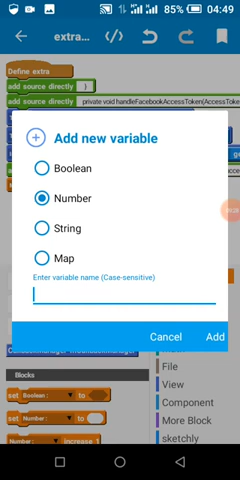 85% 04:49
extra...
Define extra
add source directly }
add source directly private void handleFacebookAccessToken(AccessToken
Add new variable
Boolean
Number
String
Map
Enter variable name (Case-sensitive)
Cancel Add
File
View
Component
More Block
sketchly
Blocks
set Boolean: to
set Number: to
Number: increase 1